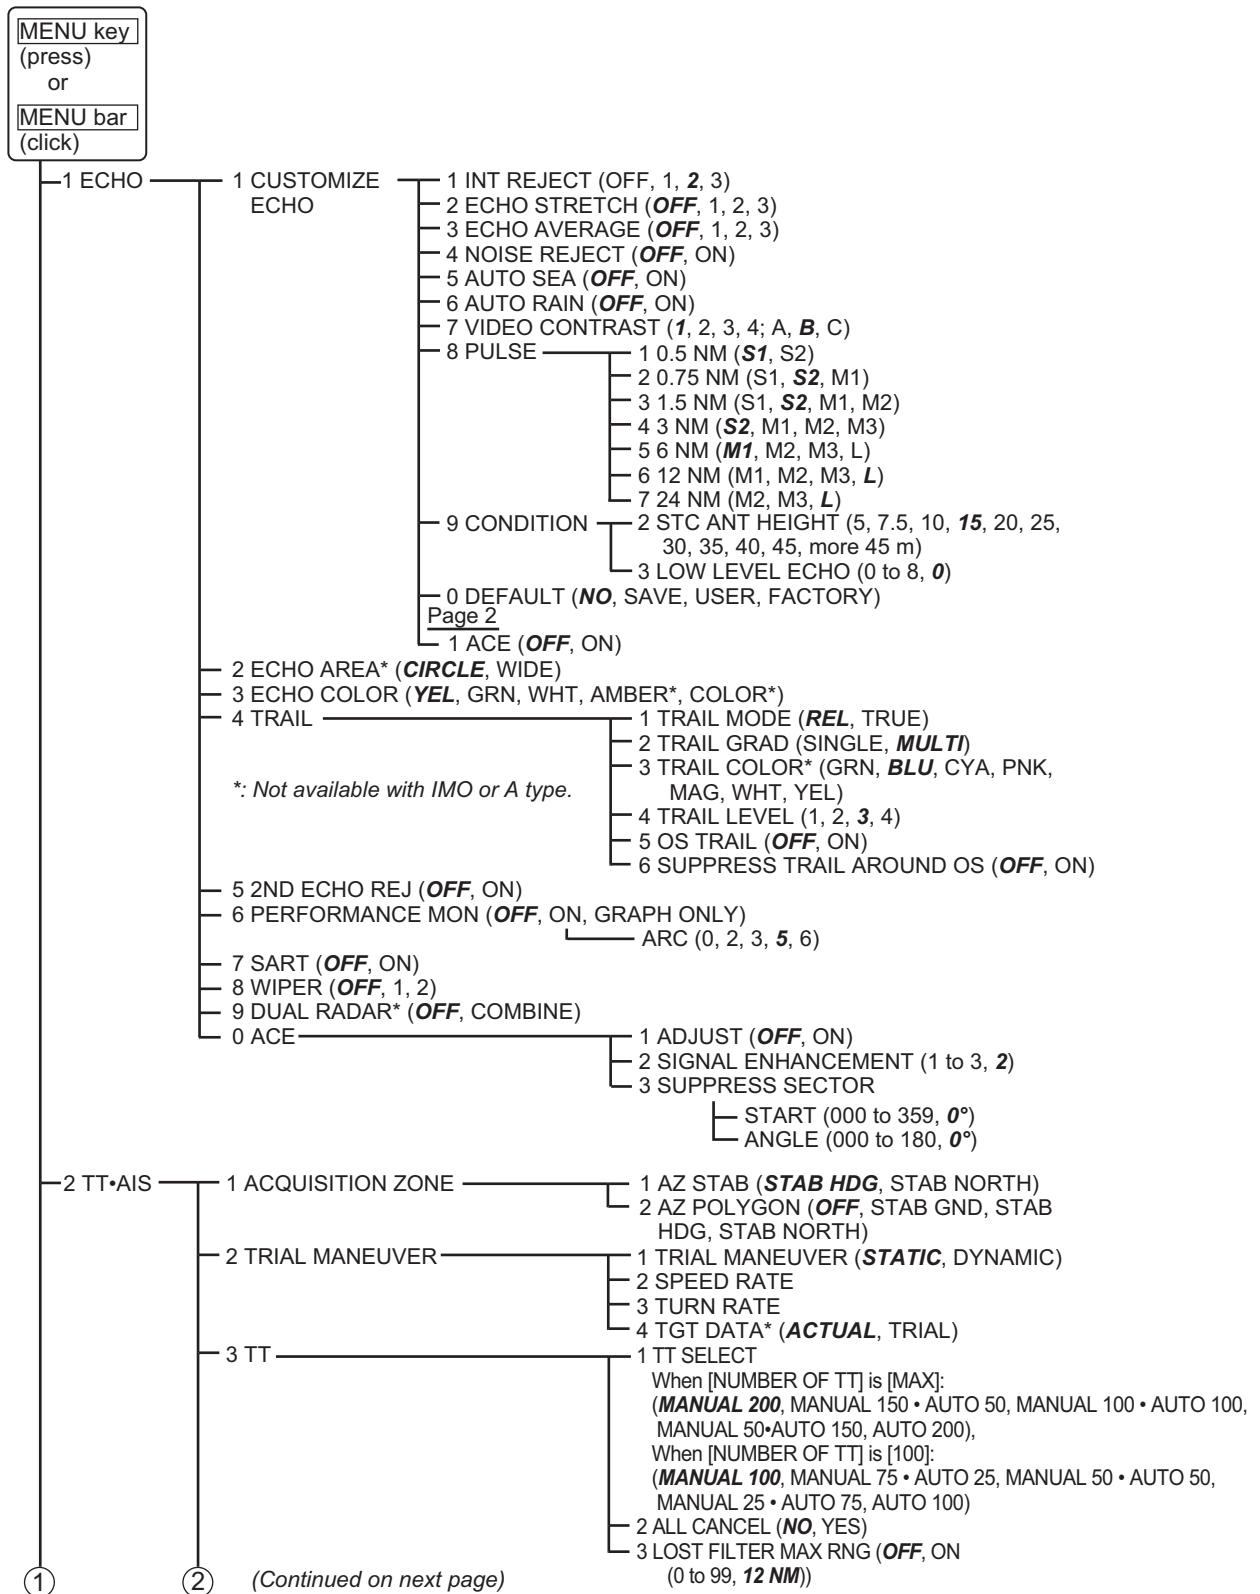 MENU key
(press)
or
MENU bar
(click)
1 ECHO
1 CUSTOMIZE
ECHO
1 INT REJECT (OFF, 1, 2, 3)
2 ECHO STRETCH (OFF, 1, 2, 3)
3 ECHO AVERAGE (OFF, 1, 2, 3)
4 NOISE REJECT (OFF, ON)
5 AUTO SEA (OFF, ON)
6 AUTO RAIN (OFF, ON)
7 VIDEO CONTRAST (1, 2, 3, 4; A, B, C)
8 PULSE
1 0.5 NM (S1, S2)
2 0.75 NM (S1, S2, M1)
3 1.5 NM (S1, S2, M1, M2)
4 3 NM (S2, M1, M2, M3)
5 6 NM (M1, M2, M3, L)
6 12 NM (M1, M2, M3, L)
7 24 NM (M2, M3, L)
9 CONDITION
2 STC ANT HEIGHT (5, 7.5, 10, 15, 20, 25,
30, 35, 40, 45, more 45 m)
3 LOW LEVEL ECHO (0 to 8, 0)
0 DEFAULT (NO, SAVE, USER, FACTORY)
Page 2
1 ACE (OFF, ON)
2 ECHO AREA* (CIRCLE, WIDE)
3 ECHO COLOR (YEL, GRN, WHT, AMBER*, COLOR*)
4 TRAIL
1 TRAIL MODE (REL, TRUE)
2 TRAIL GRAD (SINGLE, MULTI)
3 TRAIL COLOR* (GRN, BLU, CYA, PNK,
MAG, WHT, YEL)
4 TRAIL LEVEL (1, 2, 3, 4)
5 OS TRAIL (OFF, ON)
6 SUPPRESS TRAIL AROUND OS (OFF, ON)
*: Not available with IMO or A type.
5 2ND ECHO REJ (OFF, ON)
6 PERFORMANCE MON (OFF, ON, GRAPH ONLY)
ARC (0, 2, 3, 5, 6)
7 SART (OFF, ON)
8 WIPER (OFF, 1, 2)
9 DUAL RADAR* (OFF, COMBINE)
0 ACE
1 ADJUST (OFF, ON)
2 SIGNAL ENHANCEMENT (1 to 3, 2)
3 SUPPRESS SECTOR
START (000 to 359, 0°)
ANGLE (000 to 180, 0°)
2 TT•AIS
1 ACQUISITION ZONE
1 AZ STAB (STAB HDG, STAB NORTH)
2 AZ POLYGON (OFF, STAB GND, STAB
HDG, STAB NORTH)
2 TRIAL MANEUVER
1 TRIAL MANEUVER (STATIC, DYNAMIC)
2 SPEED RATE
3 TURN RATE
4 TGT DATA* (ACTUAL, TRIAL)
3 TT
1 TT SELECT
When [NUMBER OF TT] is [MAX]:
(MANUAL 200, MANUAL 150 • AUTO 50, MANUAL 100 • AUTO 100,
MANUAL 50•AUTO 150, AUTO 200),
When [NUMBER OF TT] is [100]:
(MANUAL 100, MANUAL 75 • AUTO 25, MANUAL 50 • AUTO 50,
MANUAL 25 • AUTO 75, AUTO 100)
2 ALL CANCEL (NO, YES)
3 LOST FILTER MAX RNG (OFF, ON
(0 to 99, 12 NM))
1
2
(Continued on next page)